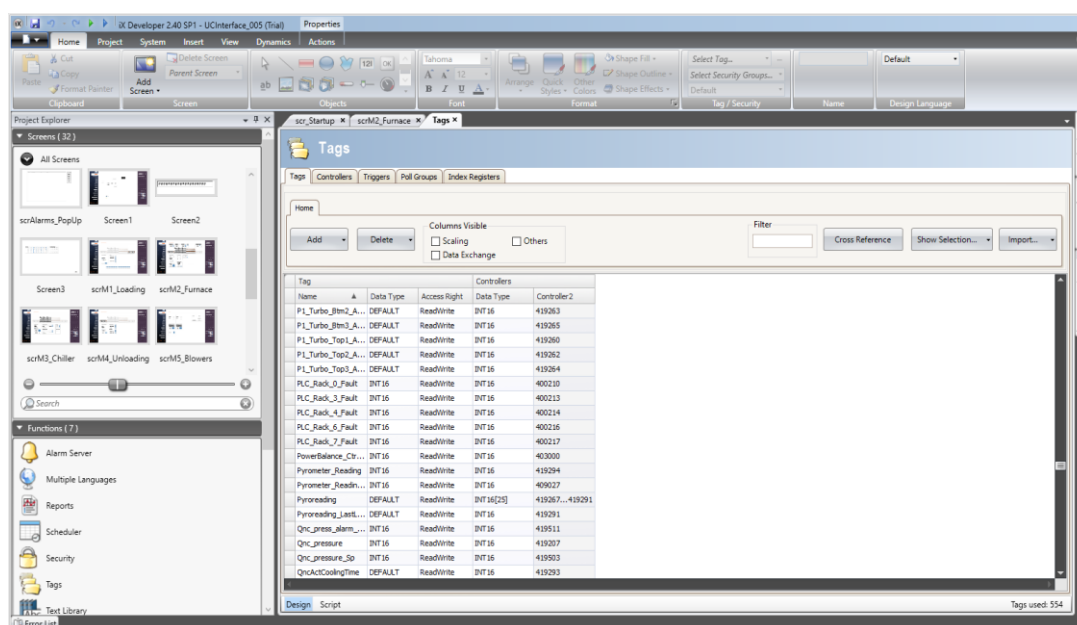 iX Developer 2.40 SP1 - UCInterface_005 (Trial) Properties
Home Project System Insert View Dynamics Actions
Cut
Copy
Format Painter
Paste
Clipboard
Add Screen
Delete Screen
Parent Screen
Screen
123 OK
ab
Objects
Tahoma
12
B I U A
Font
Arrange
Quick Styles
Other Colors
Shape Fill
Shape Outline
Shape Effects
Format
Select Tag...
Select Security Groups...
Default
Tag / Security
Name
Default
Design Language
Project Explorer
scr_Startup scrM2_Furnace Tags
Screens ( 32 )
All Screens
scrAlarms_PopUp Screen1 Screen2
Screen3 scrM1_Loading scrM2_Furnace
scrM3_Chiller scrM4_Unloading scrM5_Blowers
Search
Functions ( 7 )
Alarm Server
Multiple Languages
Reports
Scheduler
Security
Tags
Text Library
Error List
Tags
Tags Controllers Triggers Poll Groups Index Registers
Home
Add Delete
Columns Visible
Scaling Others
Data Exchange
Filter
Cross Reference Show Selection... Import...
Tag Controllers
Name Data Type Access Right Data Type Controller2
P1_Turbo_Btm2_A... DEFAULT ReadWrite INT16 419263
P1_Turbo_Btm3_A... DEFAULT ReadWrite INT16 419265
P1_Turbo_Top1_A... DEFAULT ReadWrite INT16 419260
P1_Turbo_Top2_A... DEFAULT ReadWrite INT16 419262
P1_Turbo_Top3_A... DEFAULT ReadWrite INT16 419264
PLC_Rack_0_Fault INT16 ReadWrite INT16 400210
PLC_Rack_3_Fault INT16 ReadWrite INT16 400213
PLC_Rack_4_Fault INT16 ReadWrite INT16 400214
PLC_Rack_6_Fault INT16 ReadWrite INT16 400216
PLC_Rack_7_Fault INT16 ReadWrite INT16 400217
PowerBalance_Ctr... INT16 ReadWrite INT16 403000
Pyrometer_Reading INT16 ReadWrite INT16 419294
Pyrometer_Readin... INT16 ReadWrite INT16 409027
Pyroreading DEFAULT ReadWrite INT16[25] 419267...419291
Pyroreading_LastL... DEFAULT ReadWrite INT16 419291
Qnc_press_alarm_... INT16 ReadWrite INT16 419511
Qnc_pressure INT16 ReadWrite INT16 419207
Qnc_pressure_Sp INT16 ReadWrite INT16 419503
QncActCoolingTime DEFAULT ReadWrite INT16 419293
Design Script
Tags used: 554